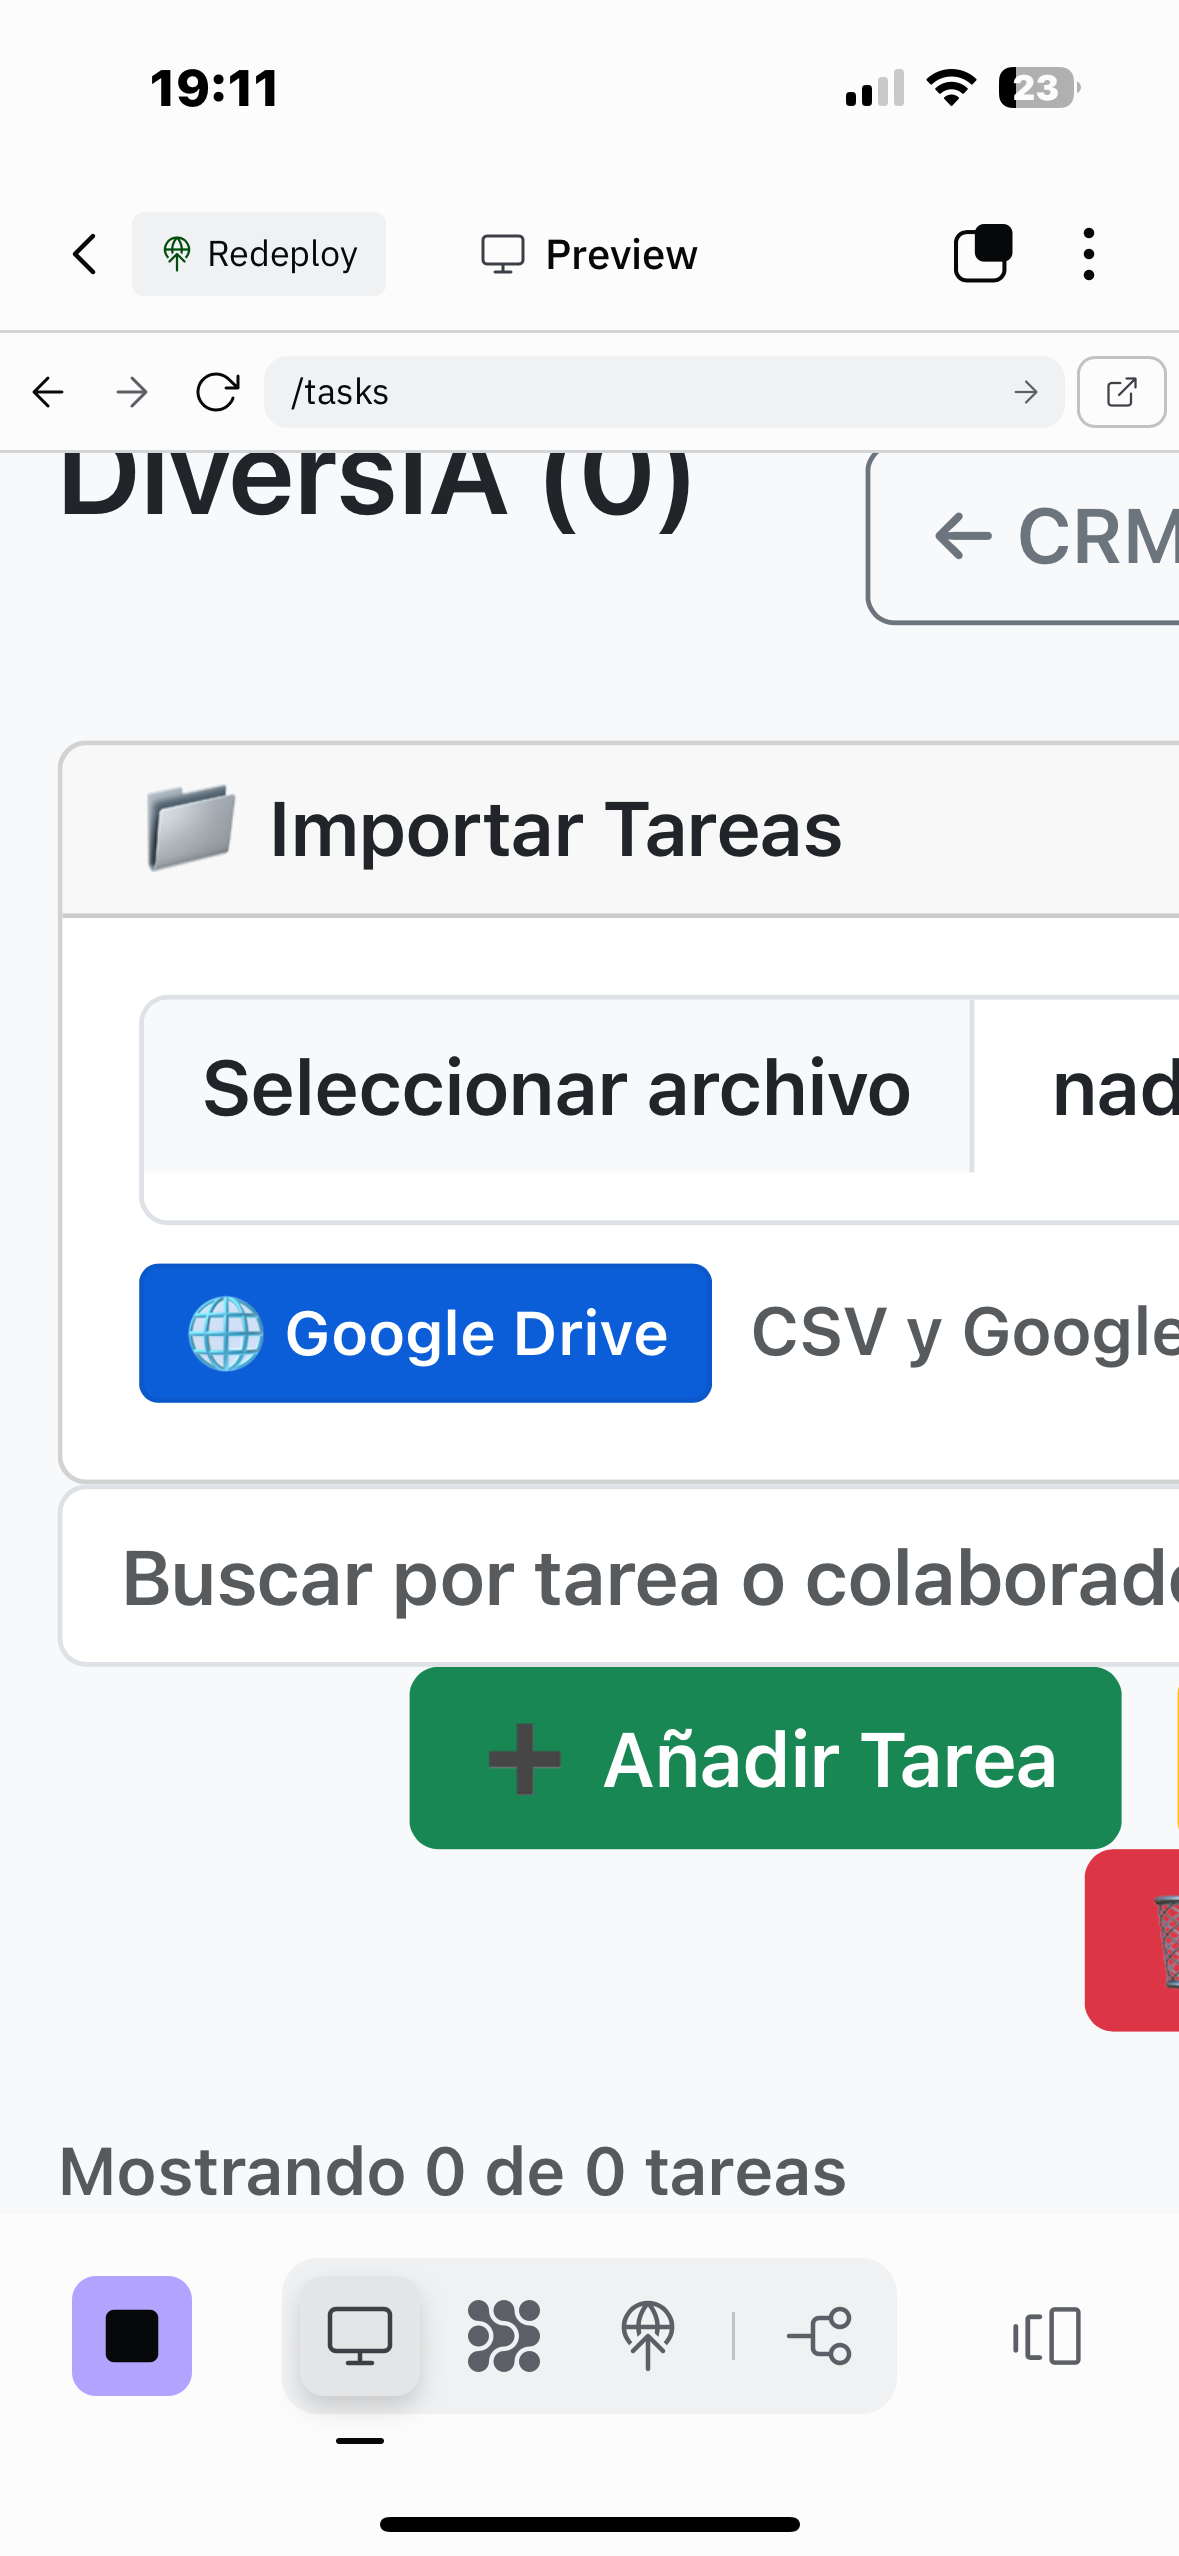 19:11
23
Redeploy
Preview
/tasks
DiversIA (0)
← CRM
Importar Tareas
Seleccionar archivo
nad
Google Drive
CSV y Google
Buscar por tarea o colaborad
Añadir Tarea
Mostrando 0 de 0 tareas